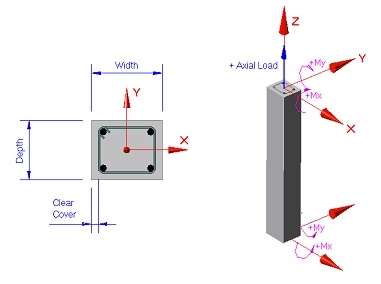 Width
Y
X
Depth
Clear
Cover
Z
+ Axial Load
+My
Y
+Mx
X
+My
+Mx